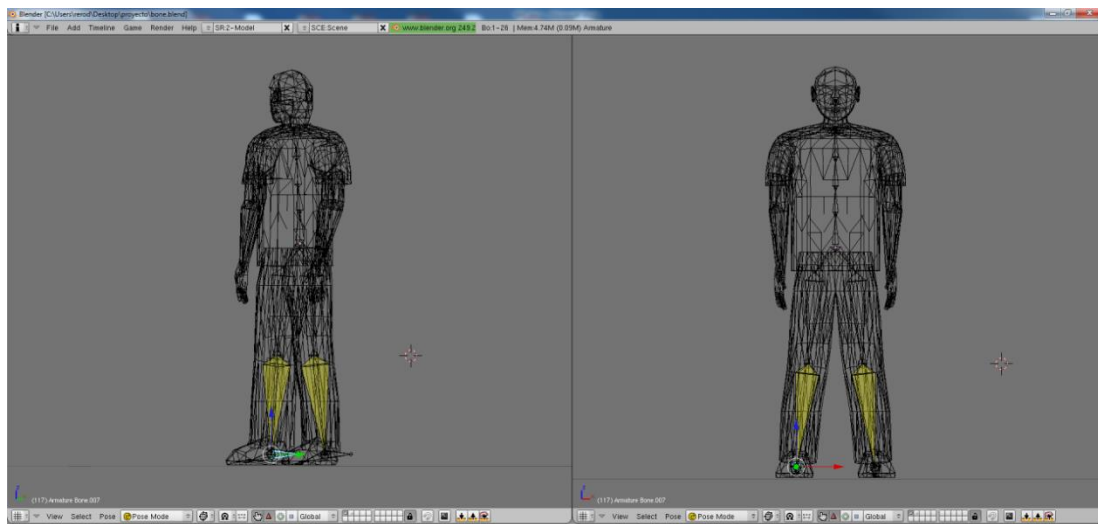 Blender [C:\Users\rerod\Desktop\proyecto\bone.blend]
File Add Timeline Game Render Help SR:2-Model X SCE:Scene X www.blender.org 249.2 Bo:1-26 | Mem:4.74M (0.09M) Armature
(117) Armature Bone.007
(117) Armature Bone.007
View Select Pose Pose Mode Global
View Select Pose Pose Mode Global